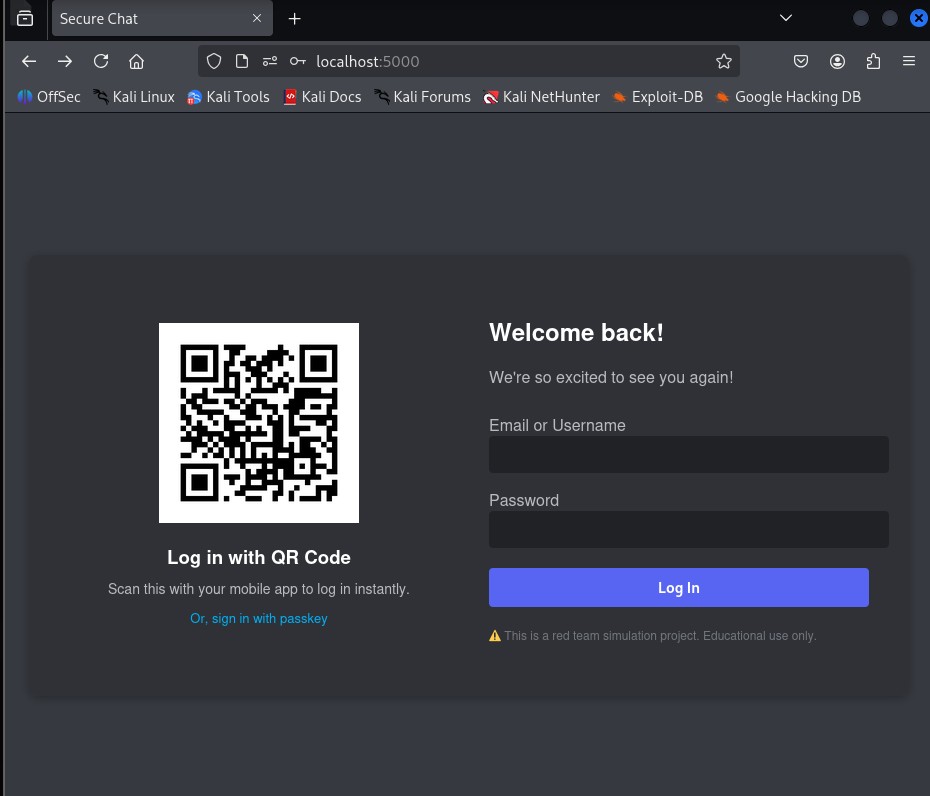 Secure Chat
localhost:5000
OffSec Kali Linux Kali Tools Kali Docs Kali Forums Kali NetHunter Exploit-DB Google Hacking DB
Log in with QR Code
Scan this with your mobile app to log in instantly.
Or, sign in with passkey
Welcome back!
We're so excited to see you again!
Email or Username
Password
Log In
⚠ This is a red team simulation project. Educational use only.